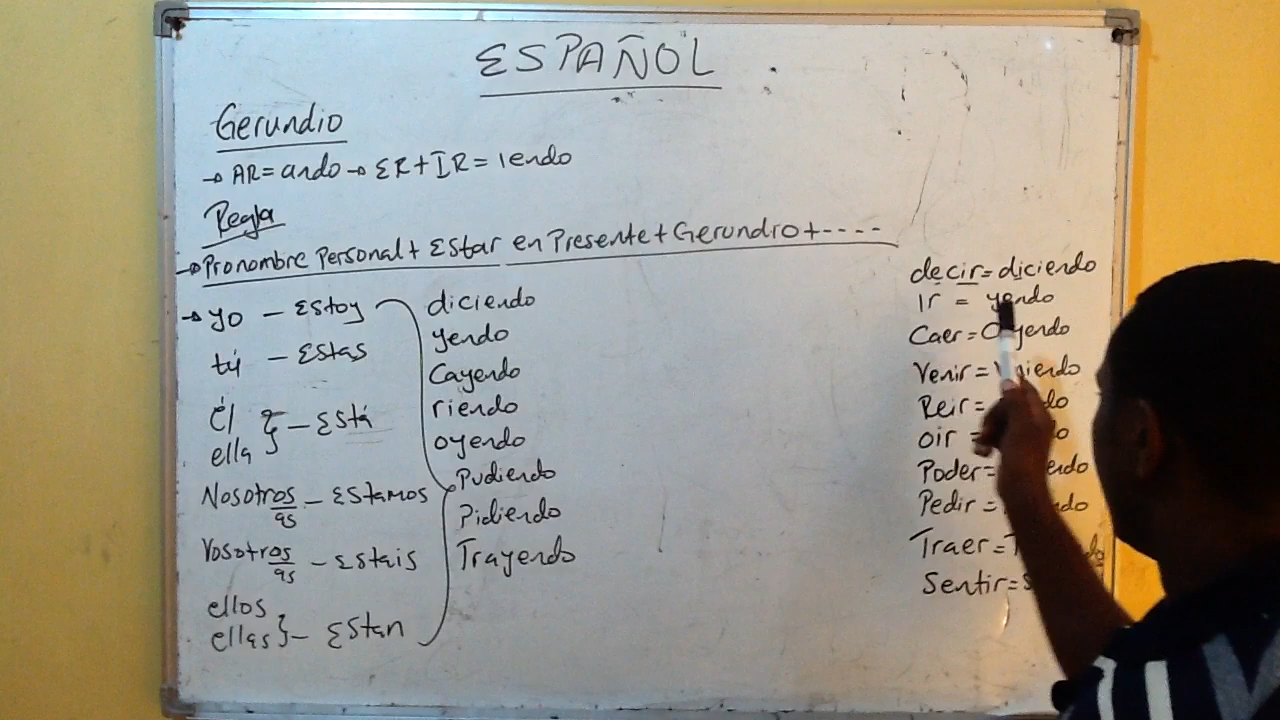 ESPAÑOL
Gerundio
→ AR = ando → ER + IR = iendo
Regla
→ Pronombre Personal + Estar en Presente + Gerundio + ----
→ yo - Estoy
tú - Estas
Él
ella } - Está
Nosotros/as - Estamos
Vosotros/as - Estais
ellos
ellas } - Estan
diciendo
yendo
Cayendo
riendo
oyendo
Pudiendo
Pidiendo
Trayendo
decir = diciendo
Ir = yendo
Caer =
Venir =
Reir =
oir =
Poder =
Pedir =
Traer =
Sentir =